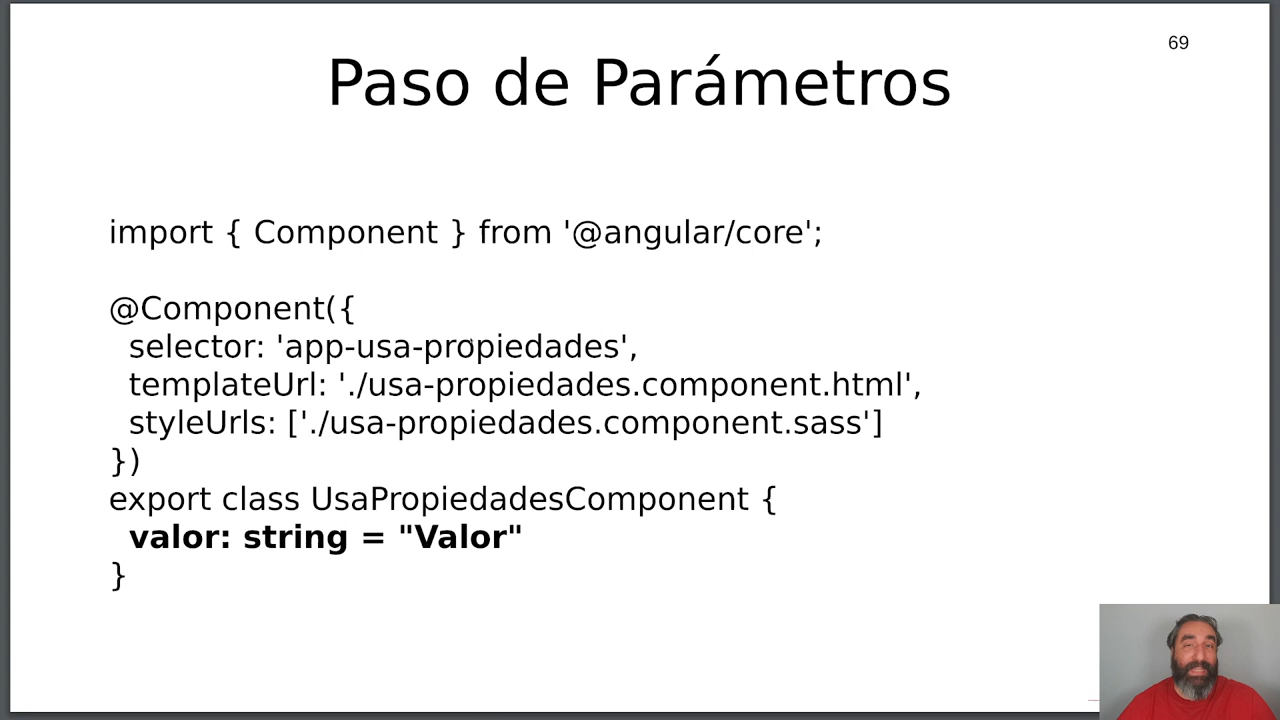 69
Paso de Parámetros
import { Component } from '@angular/core';
@Component({
selector: 'app-usa-propiedades',
templateUrl: './usa-propiedades.component.html',
styleUrls: ['./usa-propiedades.component.sass']
})
export class UsaPropiedadesComponent {
valor: string = "Valor"
}